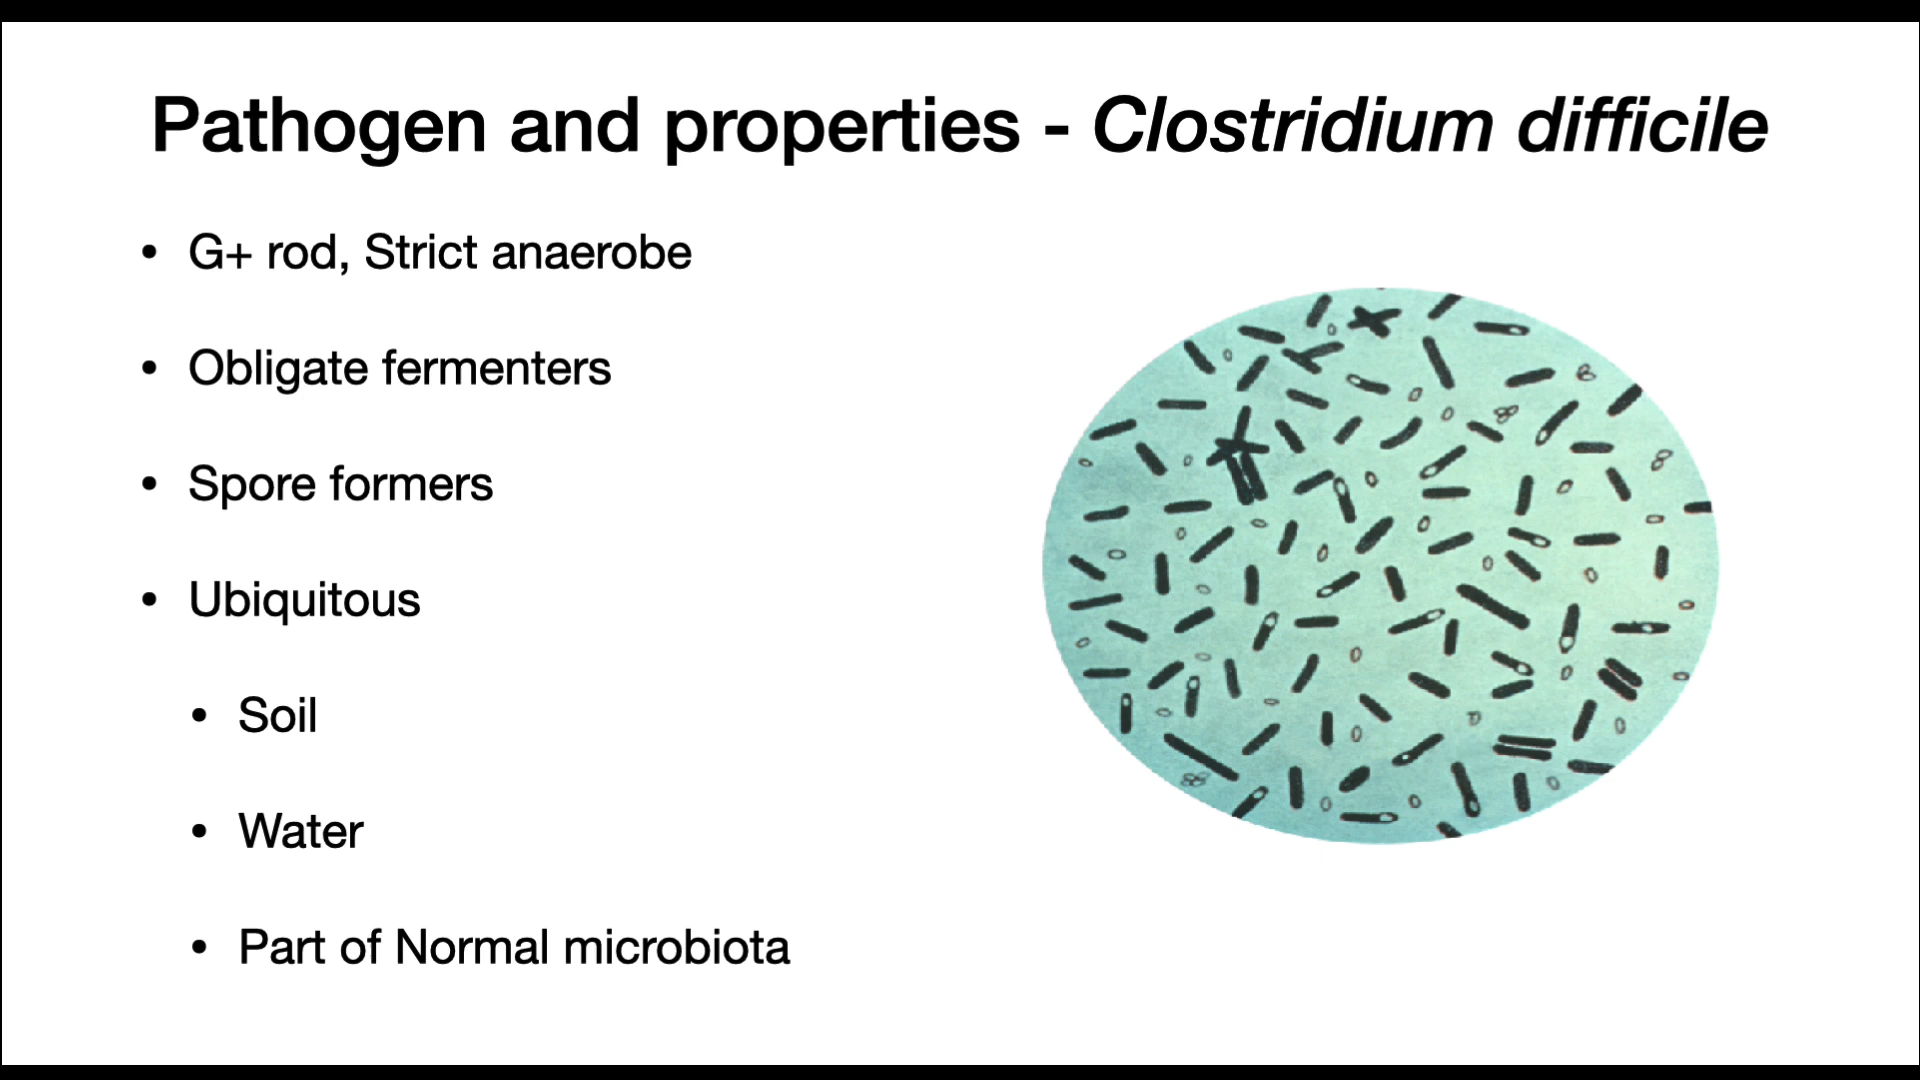 Pathogen and properties - Clostridium difficile
• G+ rod, Strict anaerobe
• Obligate fermenters
• Spore formers
• Ubiquitous
• Soil
• Water
• Part of Normal microbiota